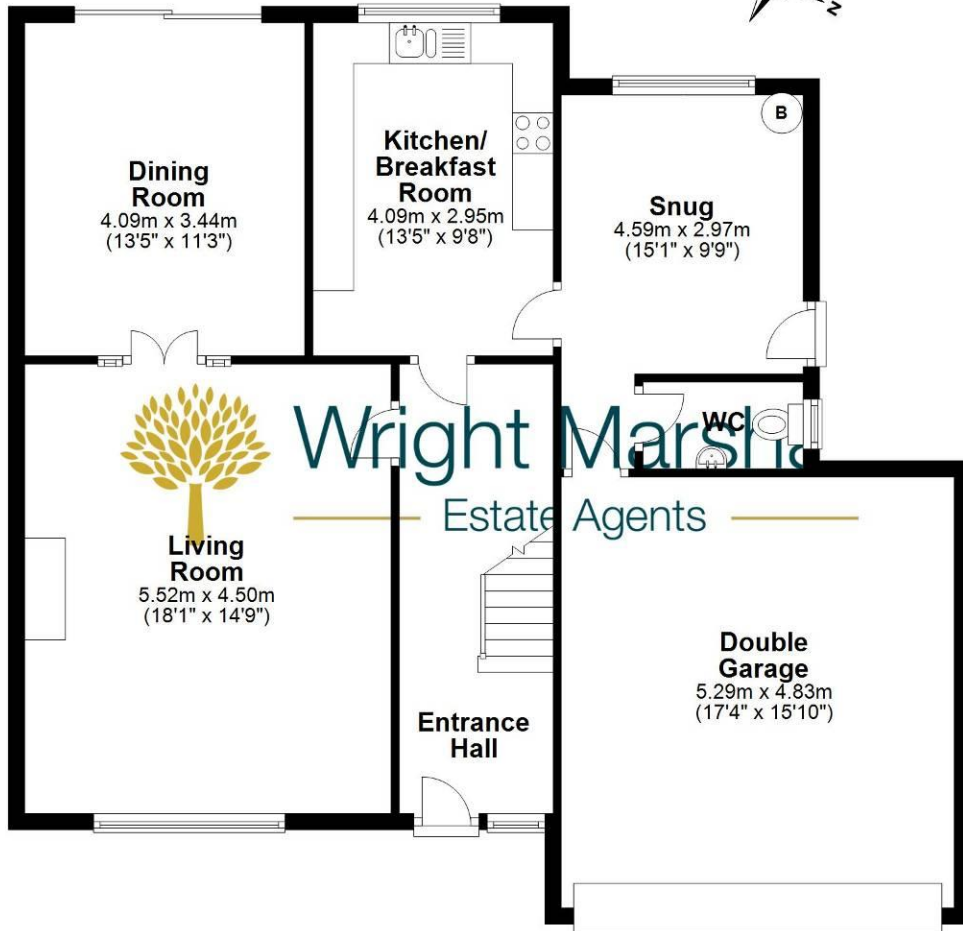 N
Dining
Room
4.09m x 3.44m
(13'5" x 11'3")
Kitchen/
Breakfast
Room
4.09m x 2.95m
(13'5" x 9'8")
B
Snug
4.59m x 2.97m
(15'1" x 9'9")
WC
Wright Marsha
Estate Agents
Living
Room
5.52m x 4.50m
(18'1" x 14'9")
Double
Garage
5.29m x 4.83m
(17'4" x 15'10")
Entrance
Hall